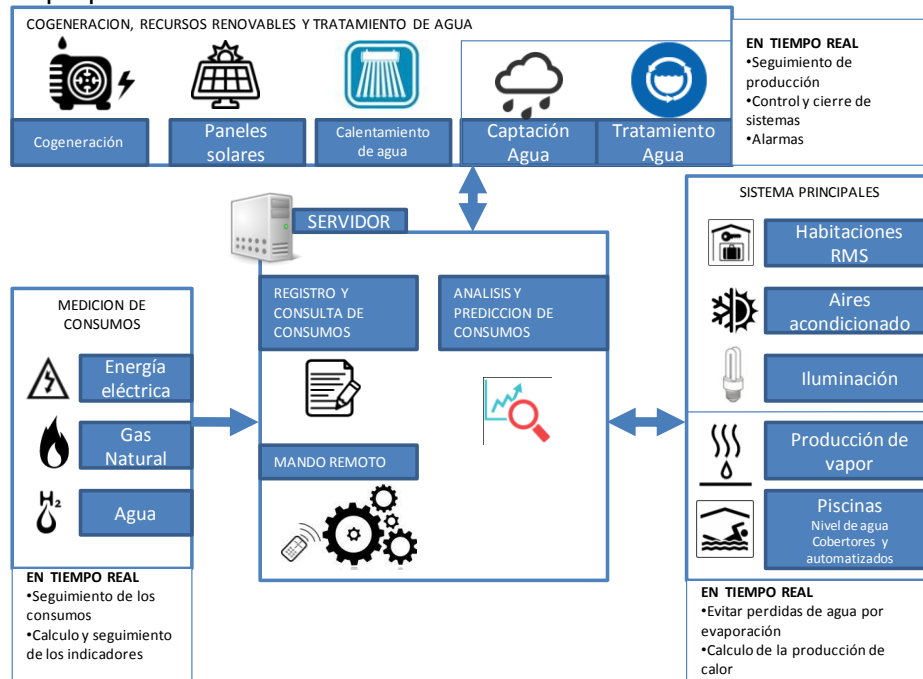 COGENERACION, RECURSOS RENOVABLES Y TRATAMIENTO DE AGUA
Cogeneración
Paneles
solares
Calentamiento
de agua
Captación
Agua
Tratamiento
Agua
EN TIEMPO REAL
•Seguimiento de
producción
•Control y cierre de
sistemas
•Alarmas
SERVIDOR
REGISTRO Y
CONSULTA DE
CONSUMOS
ANALISIS Y
PREDICCION DE
CONSUMOS
MANDO REMOTO
MEDICION DE
CONSUMOS
Energía
eléctrica
Gas
Natural
H₂
Agua
EN TIEMPO REAL
•Seguimiento de los
consumos
•Calculo y seguimiento
de los indicadores
SISTEMA PRINCIPALES
Habitaciones
RMS
Aires
acondicionado
Iluminación
Producción de
vapor
Piscinas
Nivel de agua
Cobertores y
automatizados
EN TIEMPO REAL
•Evitar perdidas de agua por
evaporación
•Calculo de la producción de
calor